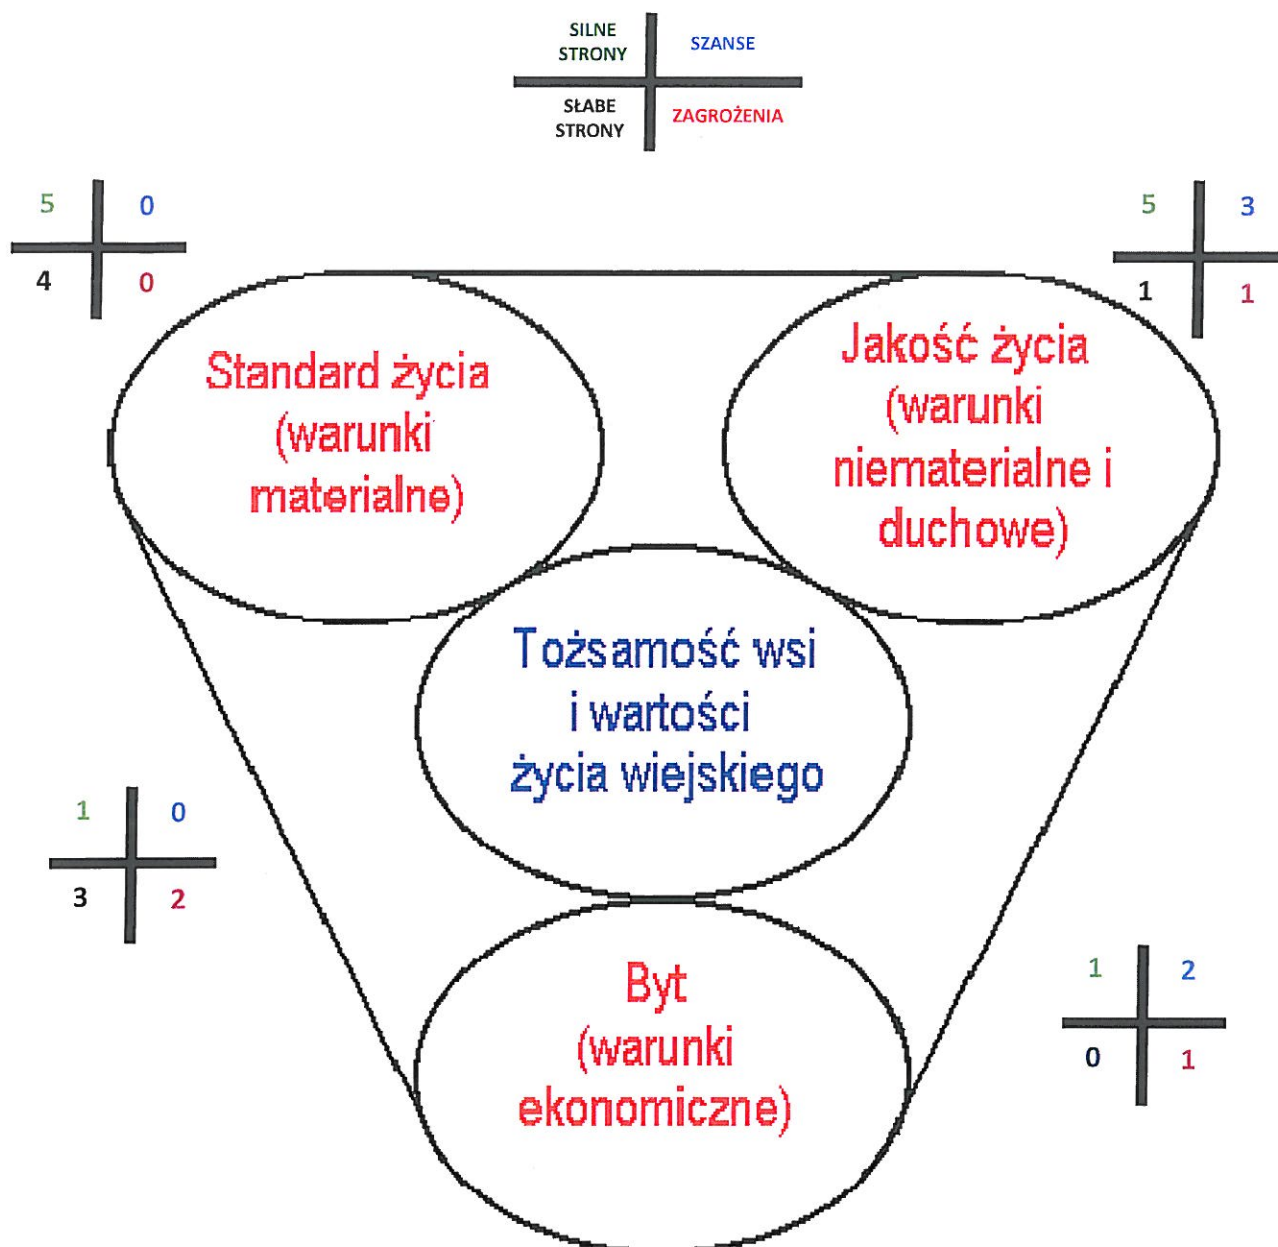 SILNE
STRONY
SZANSE
SŁABE
STRONY
ZAGROŻENIA
5
0
4
0
5
3
1
1
Standard życia
(warunki
materialne)
Jakość życia
(warunki
niematerialne i
duchowe)
Tożsamość wsi
i wartości
życia wiejskiego
1
0
3
2
Byt
(warunki
ekonomiczne)
1
2
0
1